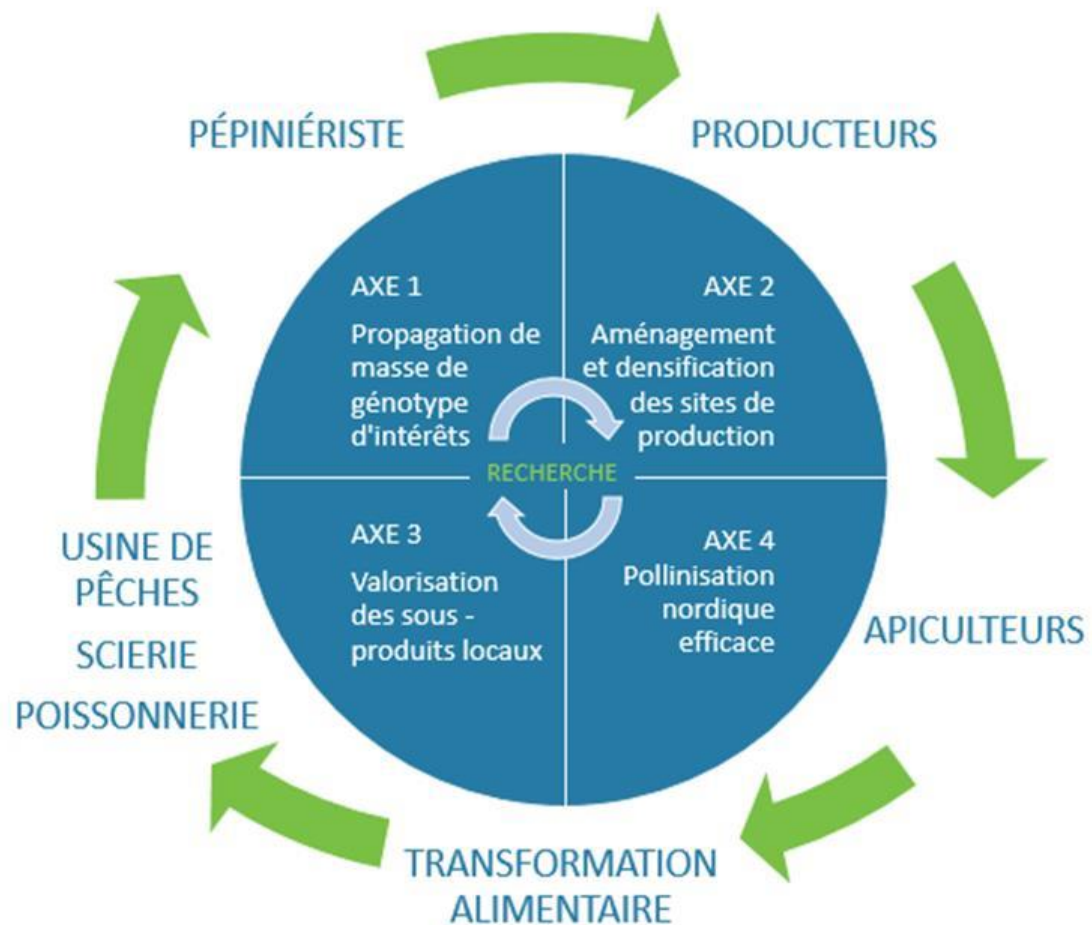 PÉPINIÉRISTE
PRODUCTEURS
AXE 1
Propagation de
masse de
génotype
d'intérêts
AXE 2
Aménagement
et densification
des sites de
production
RECHERCHE
AXE 3
Valorisation
des sous -
produits locaux
AXE 4
Pollinisation
nordique
efficace
USINE DE
PÊCHES
SCIERIE
POISSONNERIE
APICULTEURS
TRANSFORMATION
ALIMENTAIRE